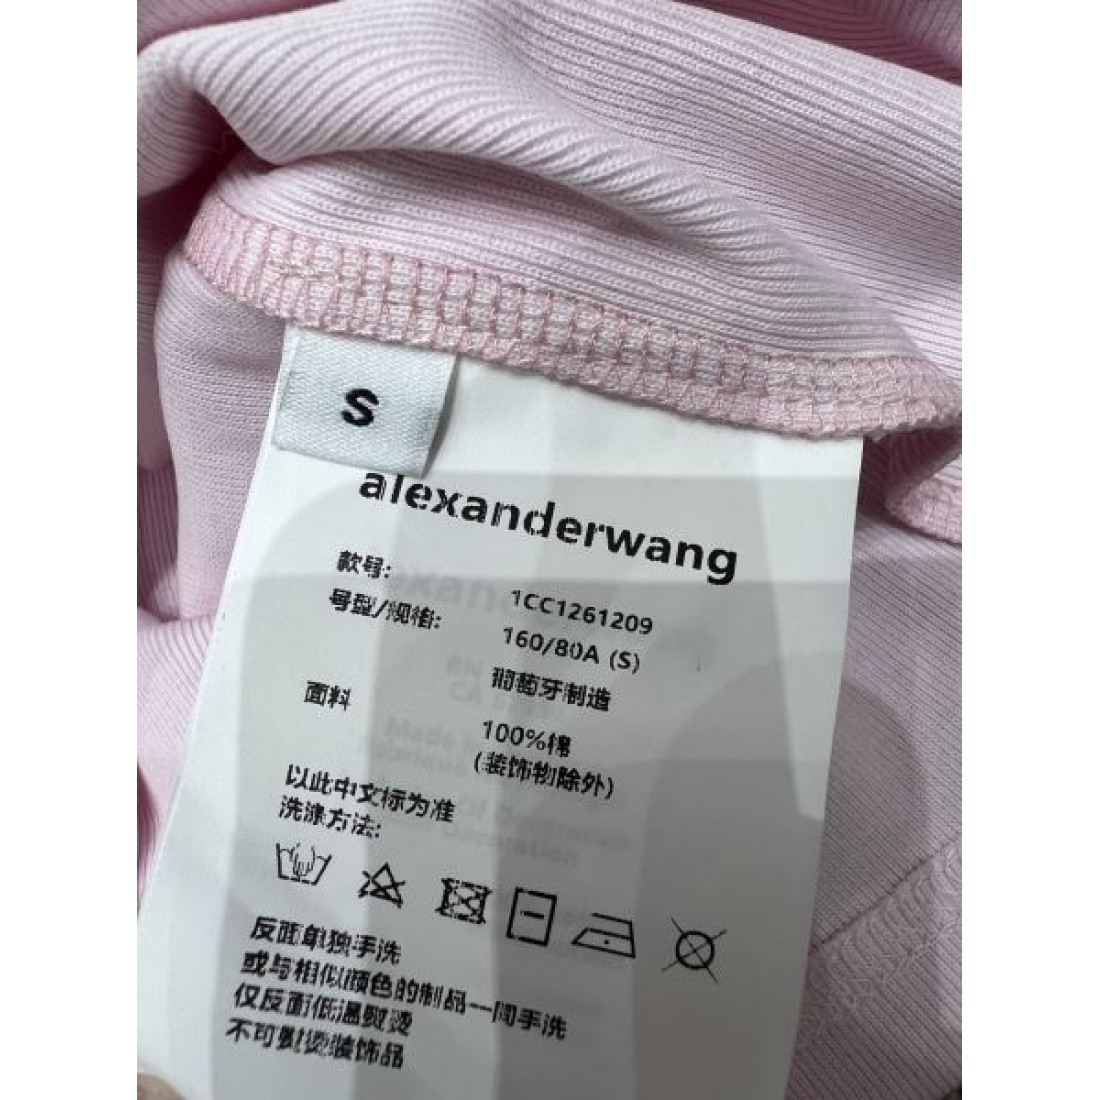 S
alexanderwang
款号: 1CC1261209
号型/规格: 160/80A (S)
葡萄牙制造
面料 100%棉
(装饰物除外)
以此中文标为准
洗涤方法:
反面单独手洗
或与相似颜色的制品一同手洗
仅反面低温熨烫
不可熨烫装饰品